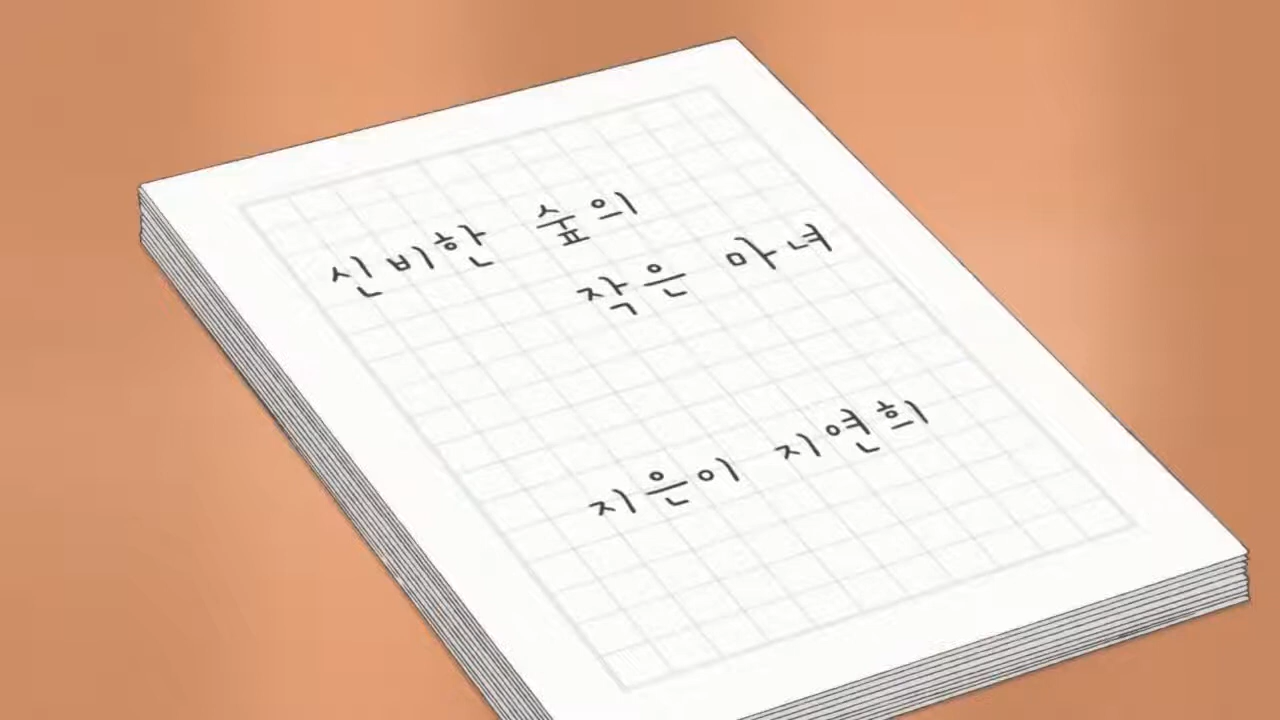 신비한 숲의
작은 마녀
지은이 지연희